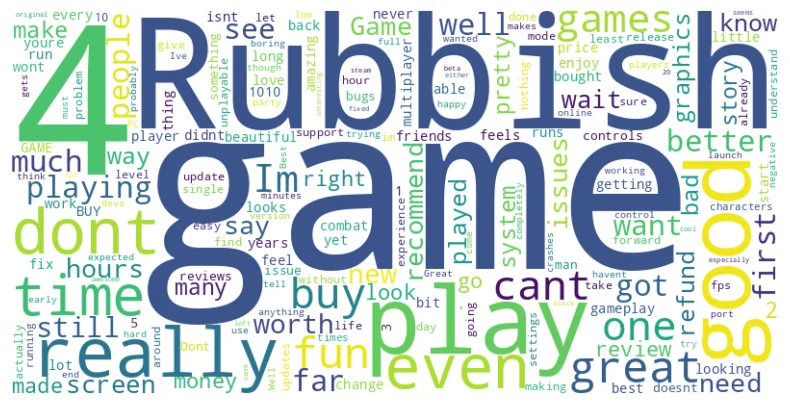 original every 10
make
youre
run
wont
4
people
Rubbish
see
isnt let
back
give
something
Ive
boring
low
though
long
love
hour
thing
unplayable
1010
party
amazing
interesting
Game
full
never
mode
steam
beta
either
bugs
fixed
multiplayer
able
happy
well
makes
wanted
pretty
games
done
price
enjoy
nothing
bought
wait
sure
players
online
20
least release
graphics
know
little
story
already
seems
understand
gets
must
problem
probably
PC
GAME
much
way
think
level
player didnt beautiful support trying im friends feels runs controls
better
playing
work BUY devs
update
single
Im right
Best
minutes
looks
version
easy say
find years
feel
combat
yet
experience
1
recommend
played
come
system
completely
issues
working
getting
control
want
forward
bad
launch
start
negative
characters
cool
game
dont
expected
fix hours
issue
time
early
reviews
many
tell
without
buy look
new
Great
go
bit
going
crashes
man
cant
havent
take
got
gameplay
refund
good
especially
fps
port
first
2
still 5
actually
running
lot
end
hard
around
really
left
use
worth life
anything
Dont
times
3
day
play
settings
one
review
try
looking
made screen money
came
Well
updates
fun
far change
even
making
great
best doesnt need